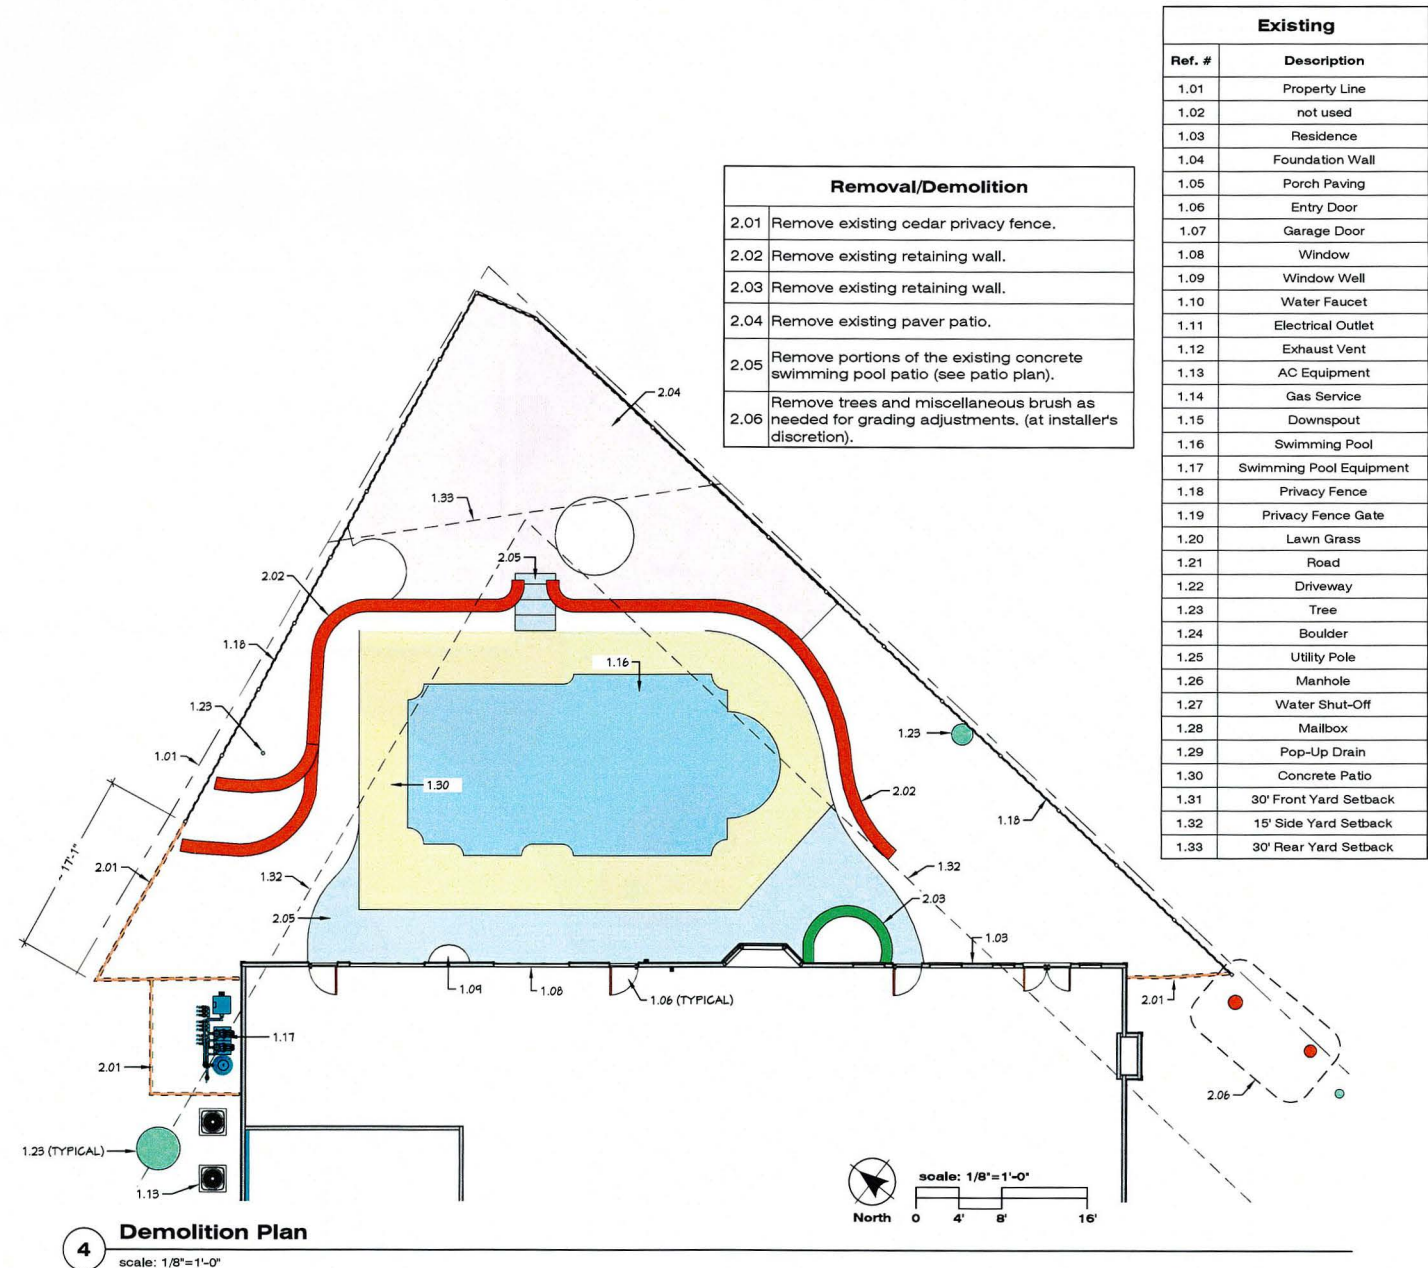 Existing
Ref. # Description
1.01 Property Line
1.02 not used
1.03 Residence
1.04 Foundation Wall
1.05 Porch Paving
1.06 Entry Door
1.07 Garage Door
1.08 Window
1.09 Window Well
1.10 Water Faucet
1.11 Electrical Outlet
1.12 Exhaust Vent
1.13 AC Equipment
1.14 Gas Service
1.15 Downspout
1.16 Swimming Pool
1.17 Swimming Pool Equipment
1.18 Privacy Fence
1.19 Privacy Fence Gate
1.20 Lawn Grass
1.21 Road
1.22 Driveway
1.23 Tree
1.24 Boulder
1.25 Utility Pole
1.26 Manhole
1.27 Water Shut-Off
1.28 Mailbox
1.29 Pop-Up Drain
1.30 Concrete Patio
1.31 30' Front Yard Setback
1.32 15' Side Yard Setback
1.33 30' Rear Yard Setback
Removal/Demolition
2.01 Remove existing cedar privacy fence.
2.02 Remove existing retaining wall.
2.03 Remove existing retaining wall.
2.04 Remove existing paver patio.
2.05 Remove portions of the existing concrete
swimming pool patio (see patio plan).
2.06 Remove trees and miscellaneous brush as
needed for grading adjustments. (at installer's
discretion).
2.04
1.33
2.05
2.02
1.18
1.16
1.23
1.23
1.01
1.30
2.02
1.18
17'-1"
2.01
1.32
1.32
2.03
2.05
1.03
1.09
1.08
1.06 (TYPICAL)
2.01
1.17
2.01
2.06
1.23 (TYPICAL)
1.13
North
scale: 1/8"=1'-0"
0 4' 8' 16'
4
Demolition Plan
scale: 1/8"=1'-0"